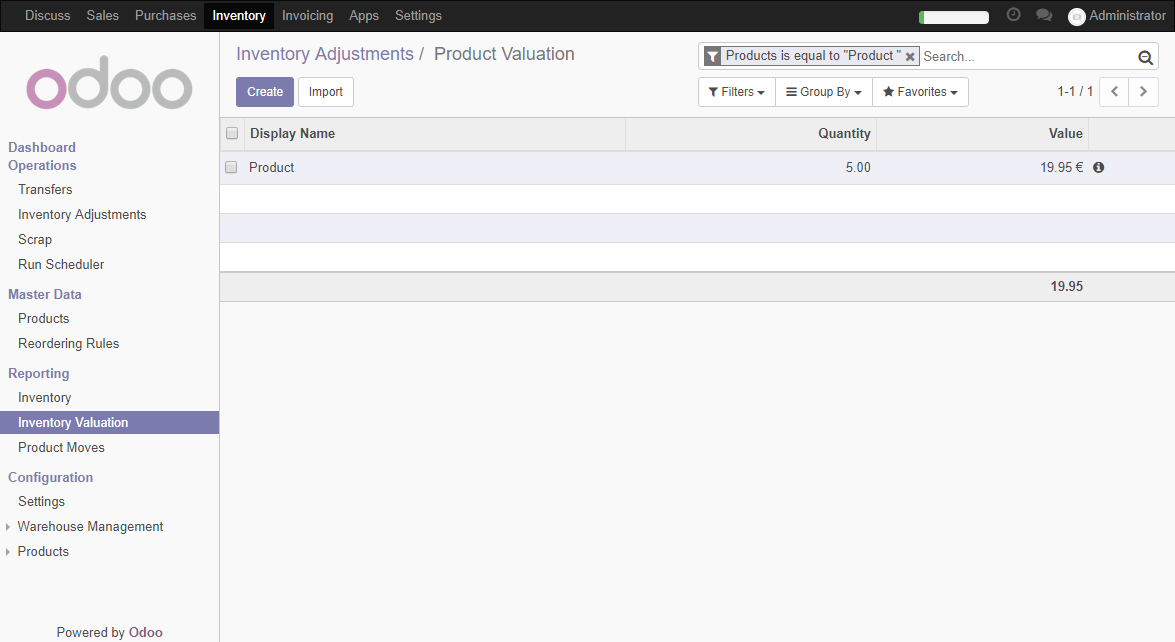 Discuss Sales Purchases Inventory Invoicing Apps Settings Administrator
odoo
Dashboard
Operations
Transfers
Inventory Adjustments
Scrap
Run Scheduler
Master Data
Products
Reordering Rules
Reporting
Inventory
Inventory Valuation
Product Moves
Configuration
Settings
Warehouse Management
Products
Powered by Odoo
Inventory Adjustments / Product Valuation
Products is equal to "Product " Search...
Create Import
Filters Group By Favorites 1-1 / 1
Display Name Quantity Value
Product 5.00 19.95 €
19.95